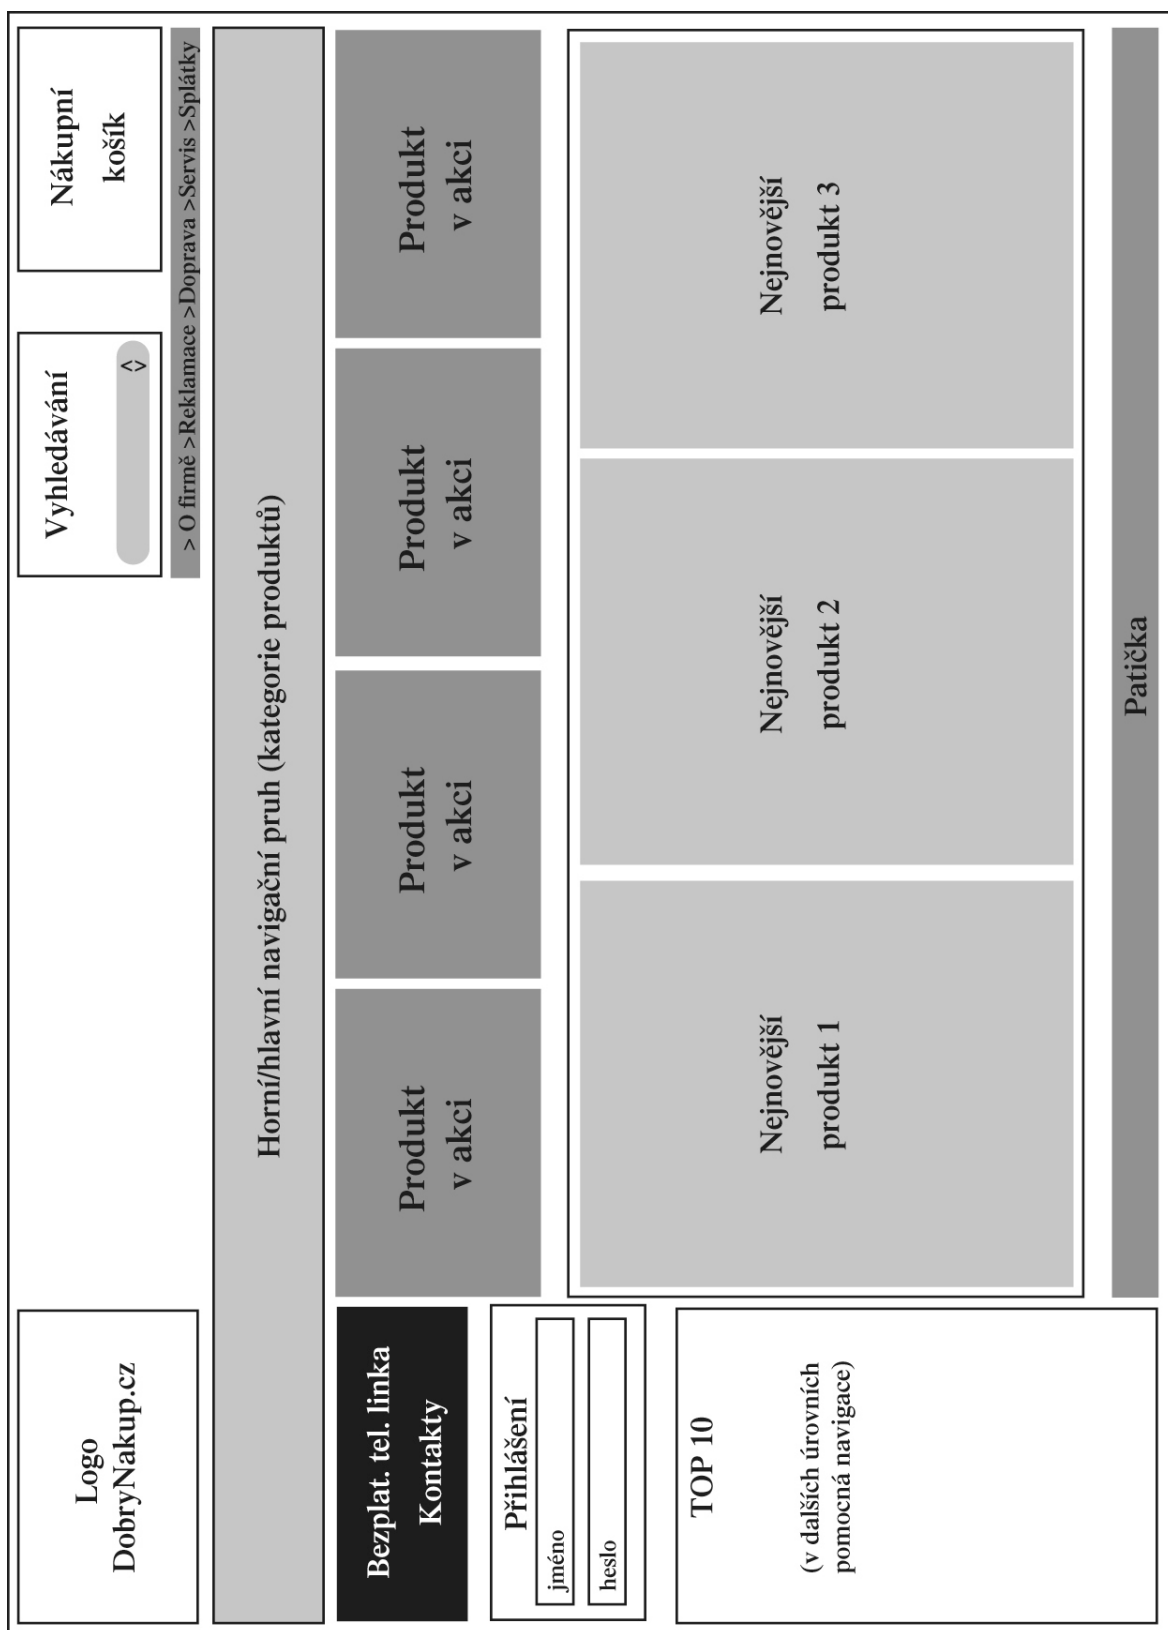 Logo
DobryNakup.cz
Vyhledávání
<>
Nákupní
košík
> O firmě >Reklamace >Doprava >Servis >Splátky
Horní/hlavní navigační pruh (kategorie produktů)
Bezplat. tel. linka
Kontakty
Produkt
v akci
Produkt
v akci
Produkt
v akci
Produkt
v akci
Přihlášení
jméno
heslo
TOP 10
(v dalších úrovních
pomocná navigace)
Nejnovější
produkt 1
Nejnovější
produkt 2
Nejnovější
produkt 3
Patička